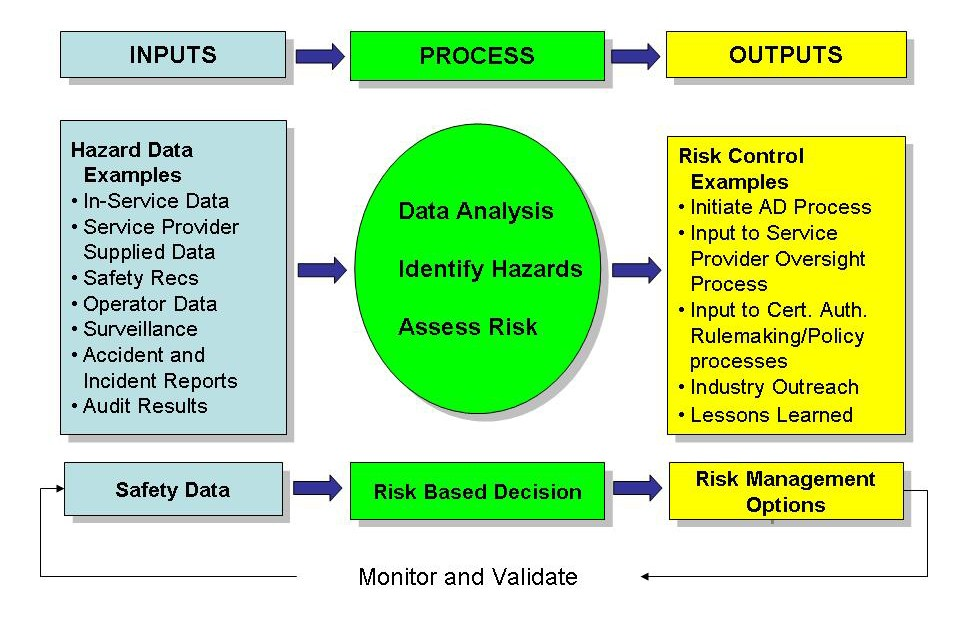 INPUTS
PROCESS
OUTPUTS
Hazard Data
Examples
• In-Service Data
• Service Provider
Supplied Data
• Safety Recs
• Operator Data
• Surveillance
• Accident and
Incident Reports
• Audit Results
Data Analysis
Identify Hazards
Assess Risk
Risk Control
Examples
• Initiate AD Process
• Input to Service
Provider Oversight
Process
• Input to Cert. Auth.
Rulemaking/Policy
processes
• Industry Outreach
• Lessons Learned
Safety Data
Risk Based Decision
Risk Management
Options
Monitor and Validate